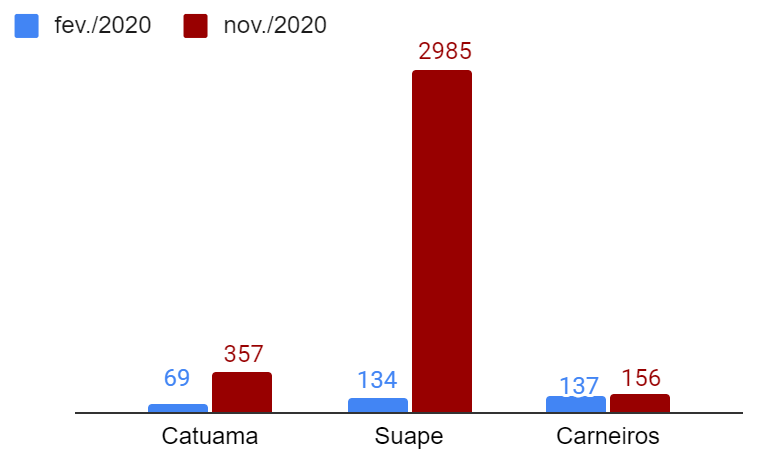 fev./2020 nov./2020
2985
357
69 134 137 156
Catuama Suape Carneiros